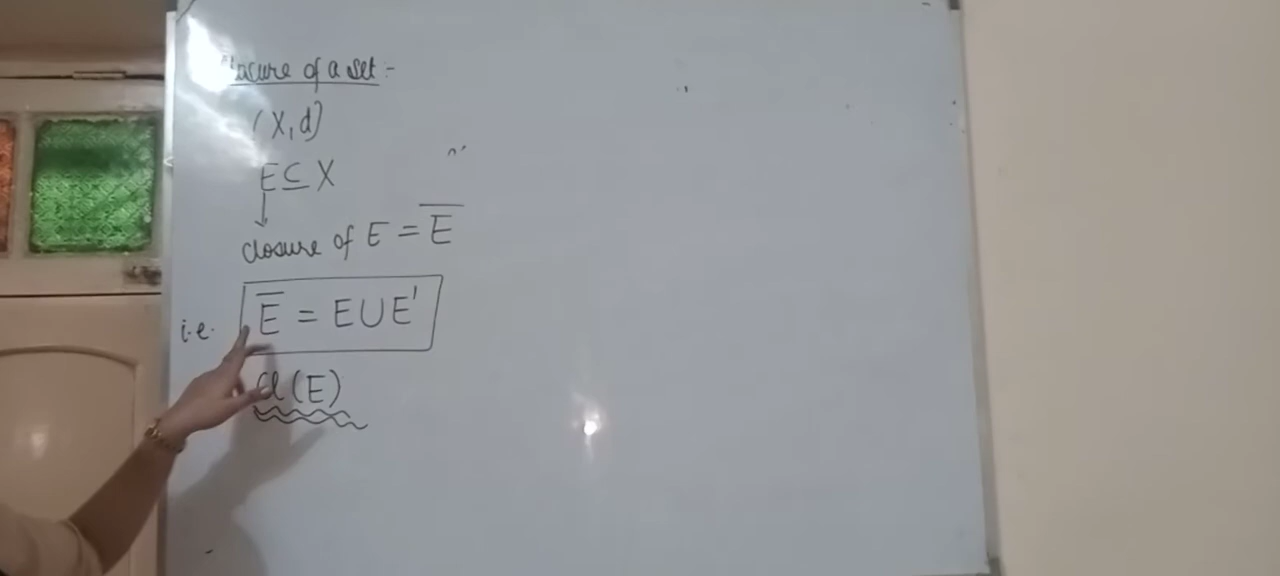 Closure of a set :-
(X, d)
E ⊆ X
↓
closure of E = E̅
i.e. E̅ = E ∪ E'
cl (E)